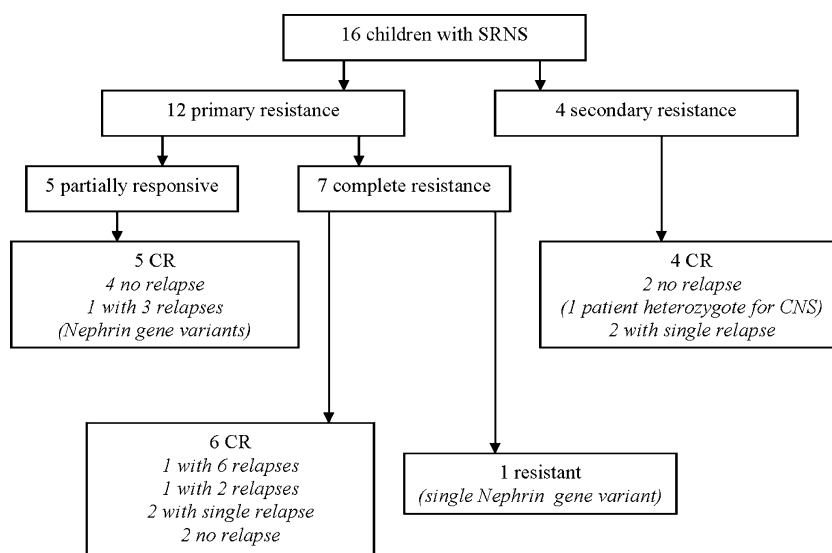 16 children with SRNS
12 primary resistance
4 secondary resistance
5 partially responsive
7 complete resistance
5 CR
4 no relapse
1 with 3 relapses
(Nephrin gene variants)
4 CR
2 no relapse
(1 patient heterozygote for CNS)
2 with single relapse
6 CR
1 with 6 relapses
1 with 2 relapses
2 with single relapse
2 no relapse
1 resistant
(single Nephrin gene variant)